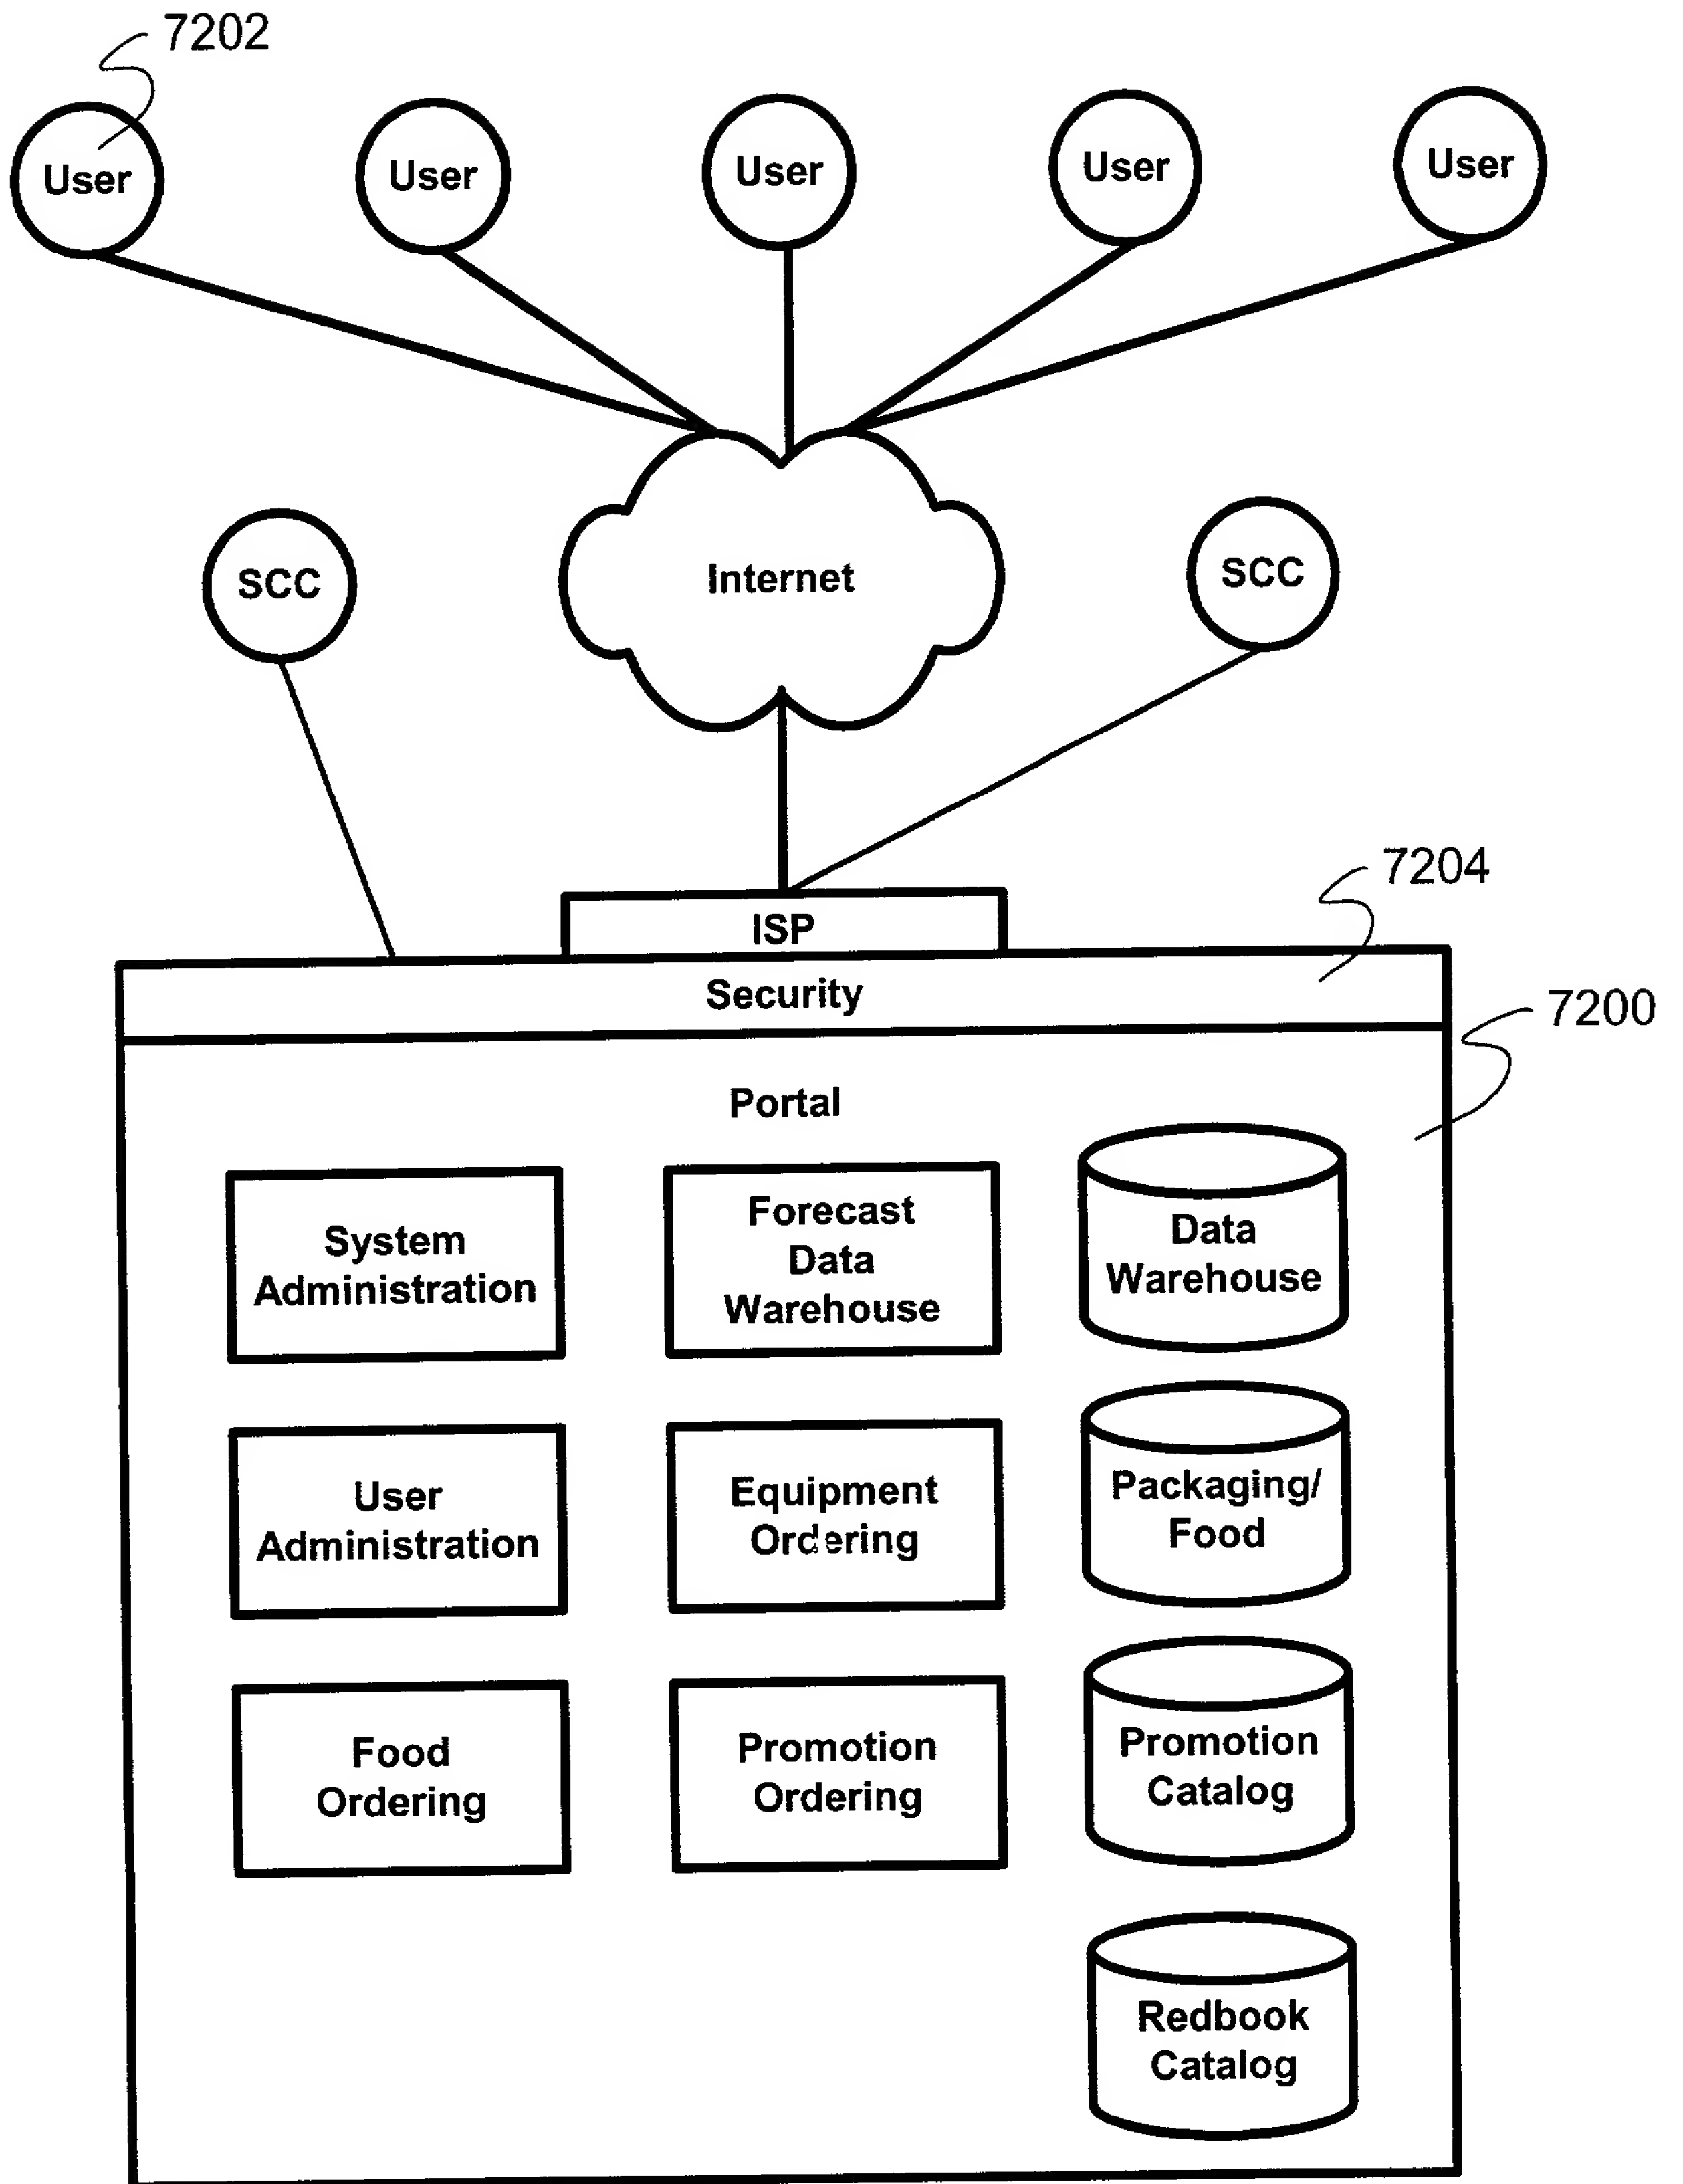 7202
User
User
User
User
User
SCC
Internet
SCC
7204
ISP
Security
7200
Portal
System
Administration
Forecast
Data
Warehouse
Data
Warehouse
User
Administration
Equipment
Ordering
Packaging/
Food
Food
Ordering
Promotion
Ordering
Promotion
Catalog
Redbook
Catalog